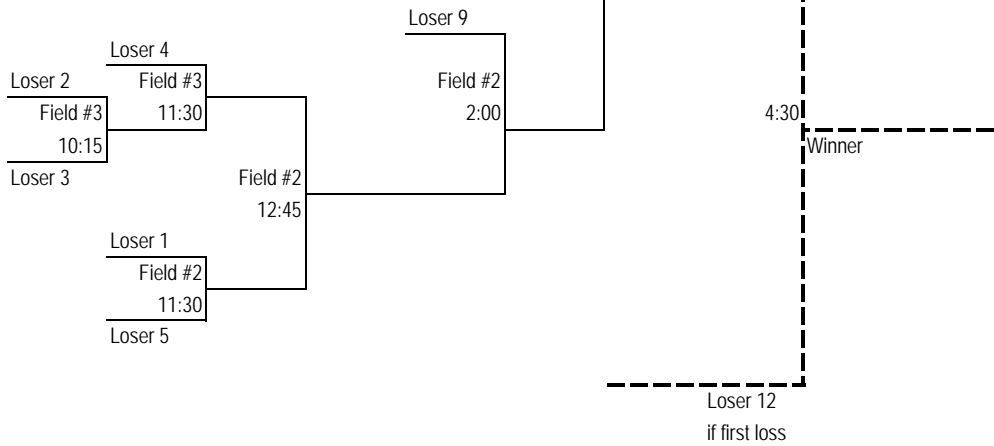 Loser 9
Loser 4
Loser 2
Field #3
Field #2
Field #3
11:30
2:00
4:30
10:15
Winner
Loser 3
Field #2
12:45
Loser 1
Field #2
11:30
Loser 5
Loser 12
if first loss